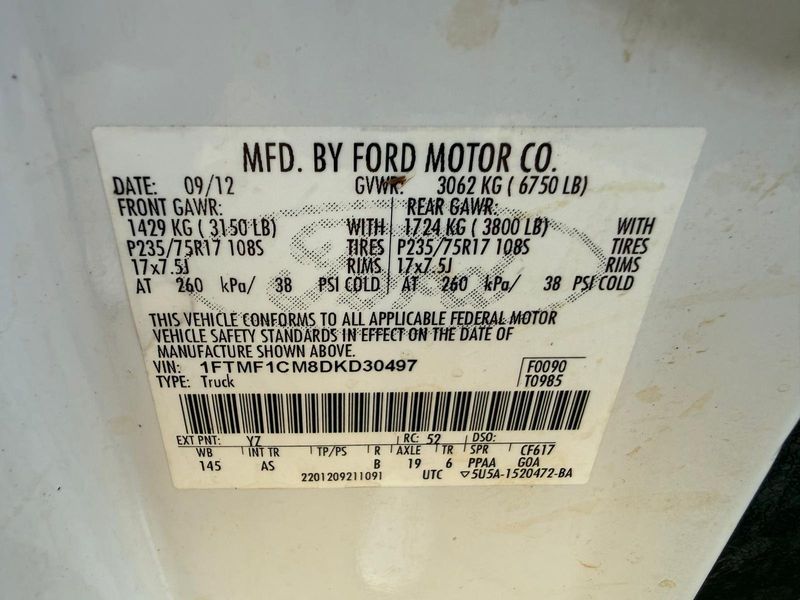 MFD. BY FORD MOTOR CO.
DATE: 09/12 GVWR: 3062 KG ( 6750 LB)
FRONT GAWR: REAR GAWR:
1429 KG ( 3150 LB) WITH 1724 KG ( 3800 LB) WITH
P235/75R17 108S TIRES P235/75R17 108S TIRES
17x7.5J RIMS 17x7.5J RIMS
AT 260 kPa/ 38 PSI COLD AT 260 kPa/ 38 PSI COLD
THIS VEHICLE CONFORMS TO ALL APPLICABLE FEDERAL MOTOR
VEHICLE SAFETY STANDARDS IN EFFECT ON THE DATE OF
MANUFACTURE SHOWN ABOVE.
VIN: 1FTMF1CM8DKD30497 F0090
TYPE: Truck T0985
EXT PNT: YZ RC: 52 DSO:
WB INT TR TP/PS R AXLE TR SPR CF617
145 AS B 19 6 PPAA G0A
2201209211091 UTC ▽5U5A-1520472-BA